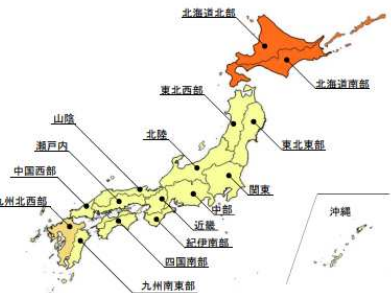 北海道北部
北海道南部
東北西部
山陰
北陸
東北東部
瀬戸内
中国西部
関東
九州北西部
中部
沖縄
近畿
紀伊南部
四国南部
九州南東部